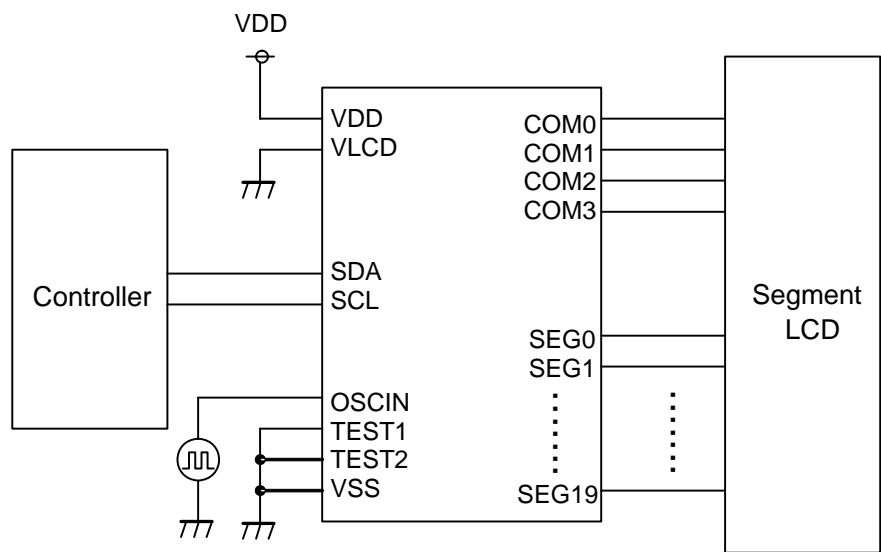 VDD
VDD
VLCD
SDA
SCL
OSCIN
TEST1
TEST2
VSS
COM0
COM1
COM2
COM3
SEG0
SEG1
SEG19
Controller
Segment
LCD